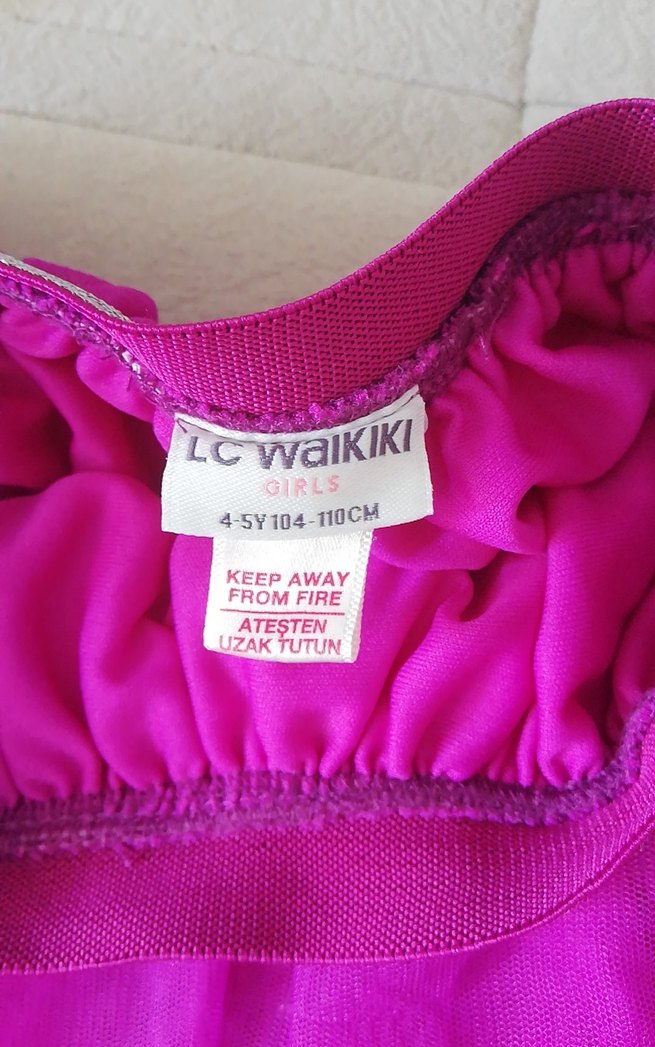 LC WAIKIKI
GIRLS
4-5Y 104-110CM
KEEP AWAY
FROM FIRE
ATEŞTEN
UZAK TUTUN